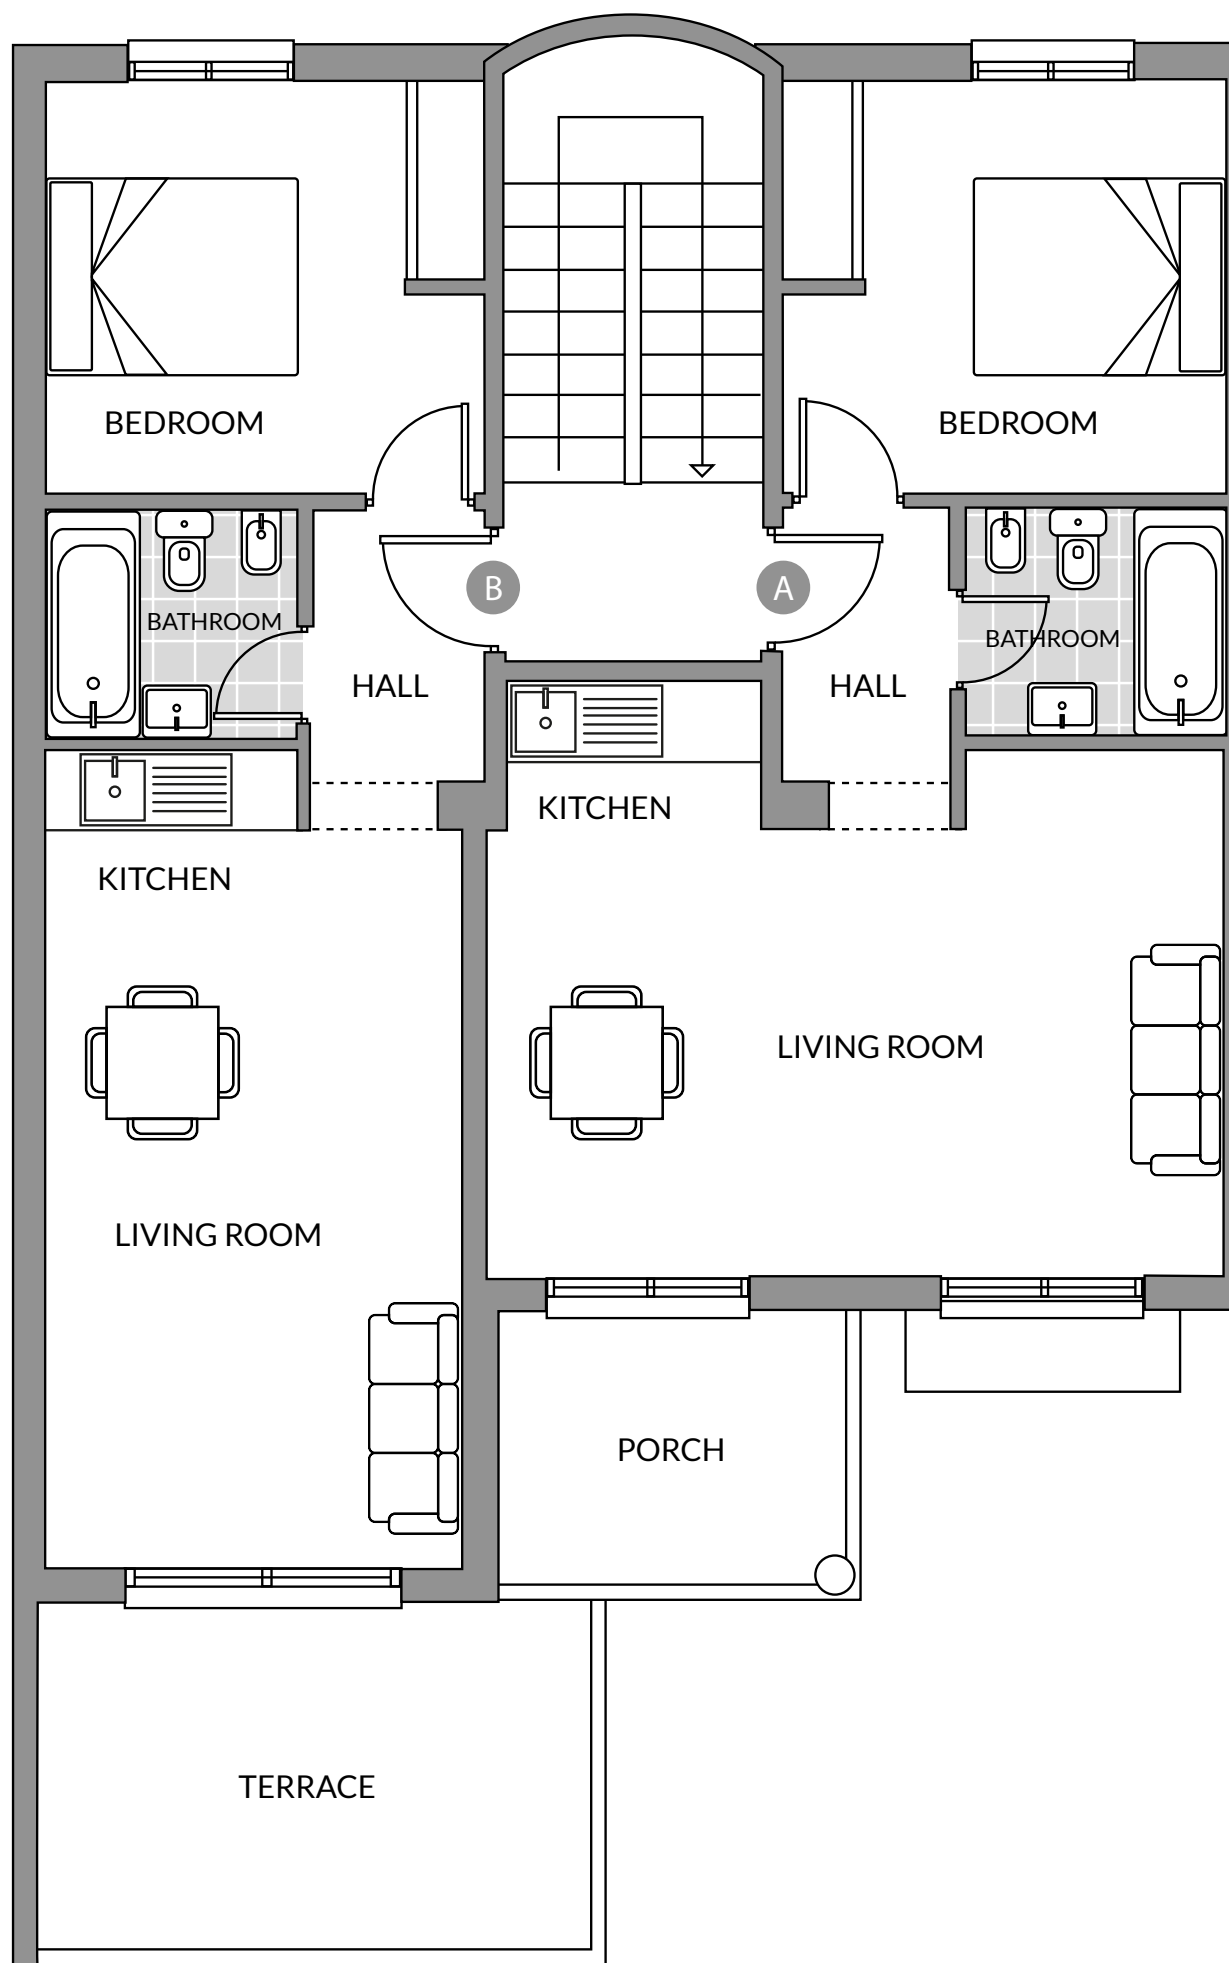 BEDROOM
BEDROOM
B
A
BATHROOM
BATHROOM
HALL
HALL
KITCHEN
KITCHEN
LIVING ROOM
LIVING ROOM
PORCH
TERRACE